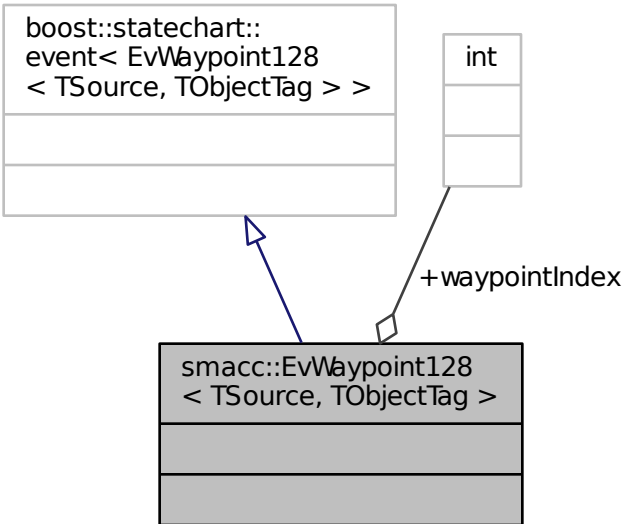 boost::statechart::
event< EvWaypoint128
< TSource, TObjectTag > >
int
+waypointIndex
smacc::EvWaypoint128
< TSource, TObjectTag >